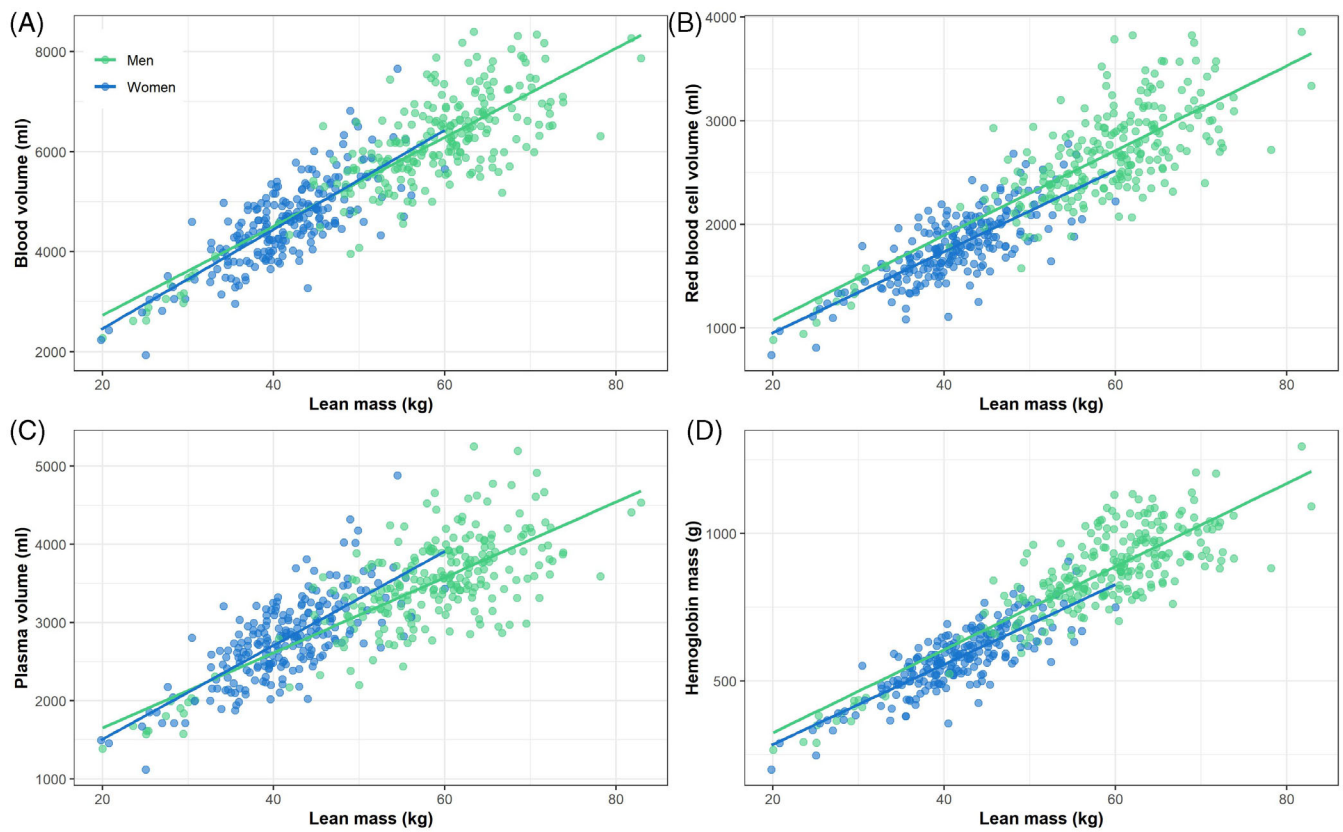 (A)
Men
Women
8000
6000
4000
2000
Blood volume (ml)
20 40 60 80
Lean mass (kg)
(B)
4000
3000
2000
1000
Red blood cell volume (ml)
20 40 60 80
Lean mass (kg)
(C)
5000
4000
3000
2000
1000
Plasma volume (ml)
20 40 60 80
Lean mass (kg)
(D)
1000
500
Hemoglobin mass (g)
20 40 60 80
Lean mass (kg)